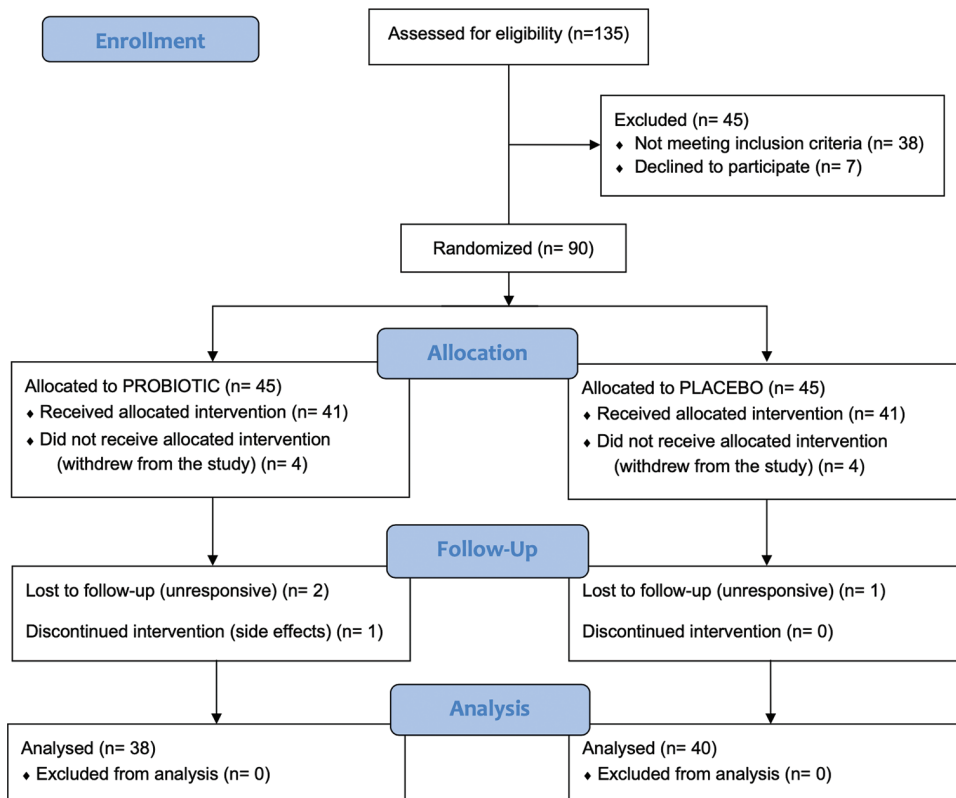 Enrollment
Assessed for eligibility (n=135)
Excluded (n= 45)
♦ Not meeting inclusion criteria (n= 38)
♦ Declined to participate (n= 7)
Randomized (n= 90)
Allocation
Allocated to PROBIOTIC (n= 45)
♦ Received allocated intervention (n= 41)
♦ Did not receive allocated intervention
(withdrew from the study) (n= 4)
Allocated to PLACEBO (n= 45)
♦ Received allocated intervention (n= 41)
♦ Did not receive allocated intervention
(withdrew from the study) (n= 4)
Follow-Up
Lost to follow-up (unresponsive) (n= 2)
Discontinued intervention (side effects) (n= 1)
Lost to follow-up (unresponsive) (n= 1)
Discontinued intervention (n= 0)
Analysis
Analysed (n= 38)
♦ Excluded from analysis (n= 0)
Analysed (n= 40)
♦ Excluded from analysis (n= 0)